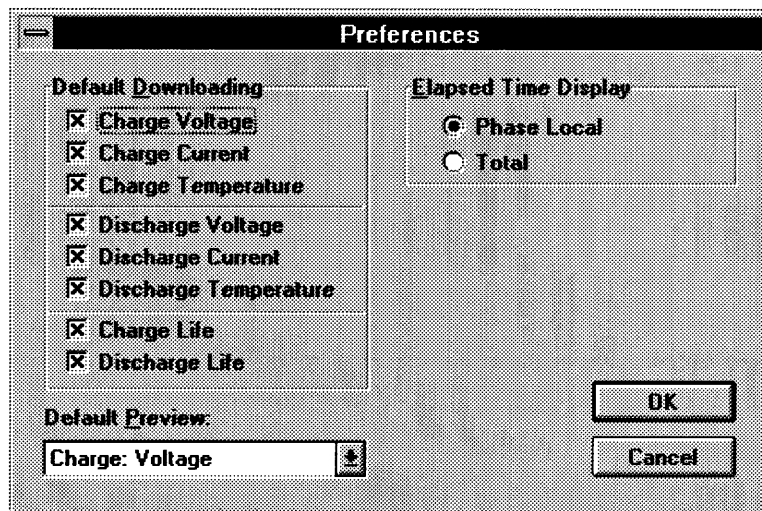 Preferences
Default Downloading
Charge Voltage
Charge Current
Charge Temperature
Discharge Voltage
Discharge Current
Discharge Temperature
Charge Life
Discharge Life
Default Preview:
Charge: Voltage
Elapsed Time Display
Phase Local
Total
OK
Cancel